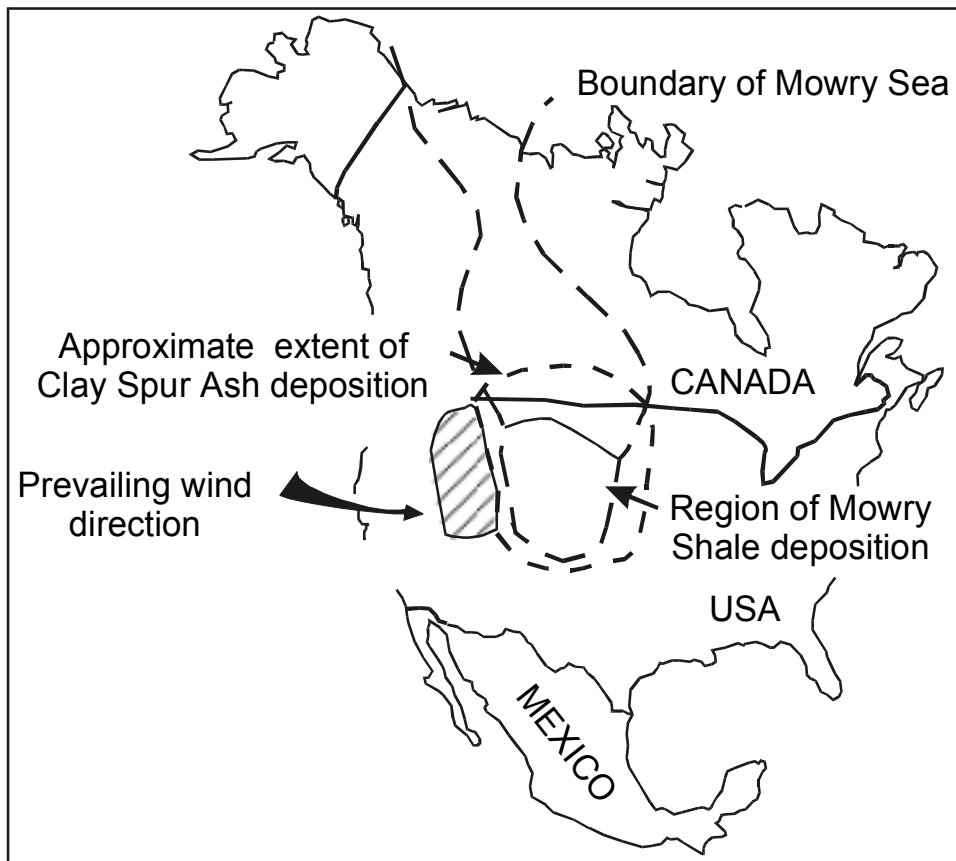 Boundary of Mowry Sea
Approximate extent of
Clay Spur Ash deposition
CANADA
Prevailing wind
direction
Region of Mowry
Shale deposition
USA
MEXICO